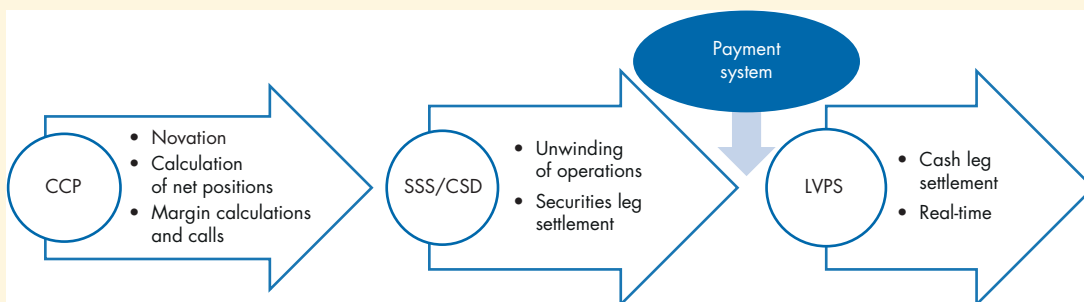 Payment
system
CCP
• Novation
• Calculation
of net positions
• Margin calculations
and calls
SSS/CSD
• Unwinding
of operations
• Securities leg
settlement
LVPS
• Cash leg
settlement
• Real-time